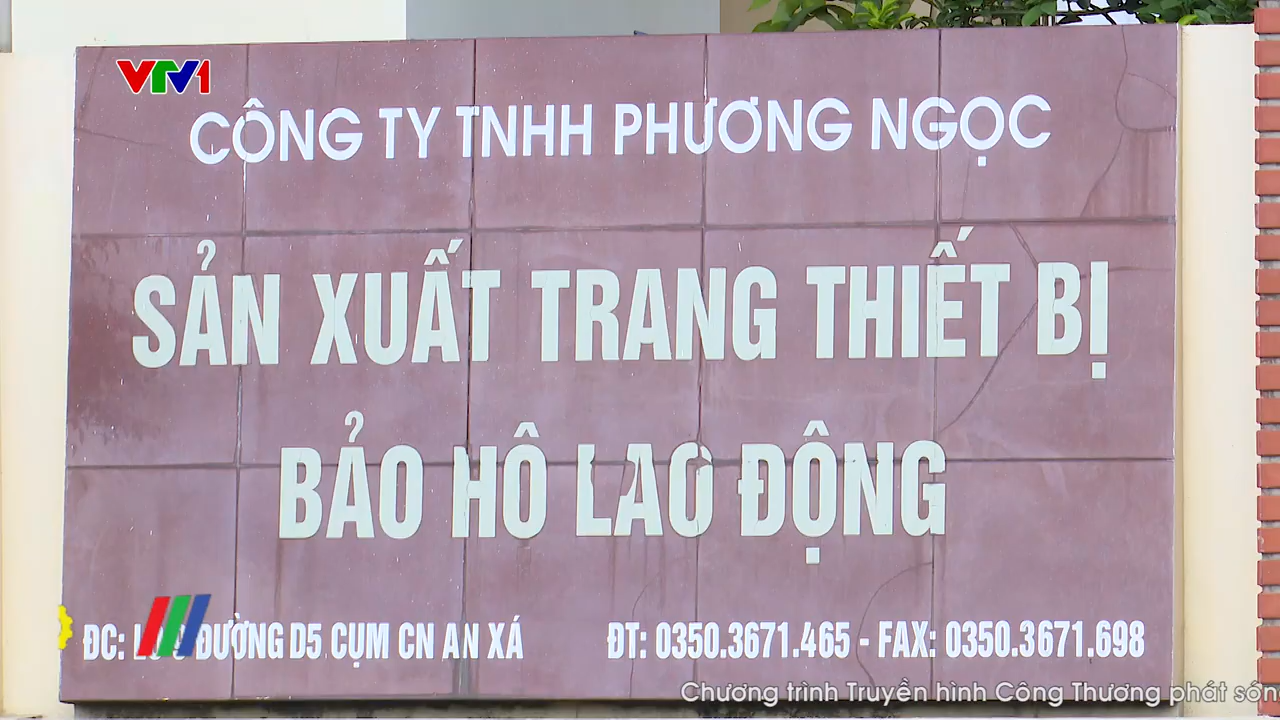 VTV1
CÔNG TY TNHH PHƯƠNG NGỌC
SẢN XUẤT TRANG THIẾT BỊ
BẢO HÔ LAO ĐỘNG
ĐC: ĐƯỜNG D5 CỤM CN AN XÁ
ĐT: 0350.3671.465 - FAX: 0350.3671.698
Chương trình Truyền hình Công Thương phát sóng